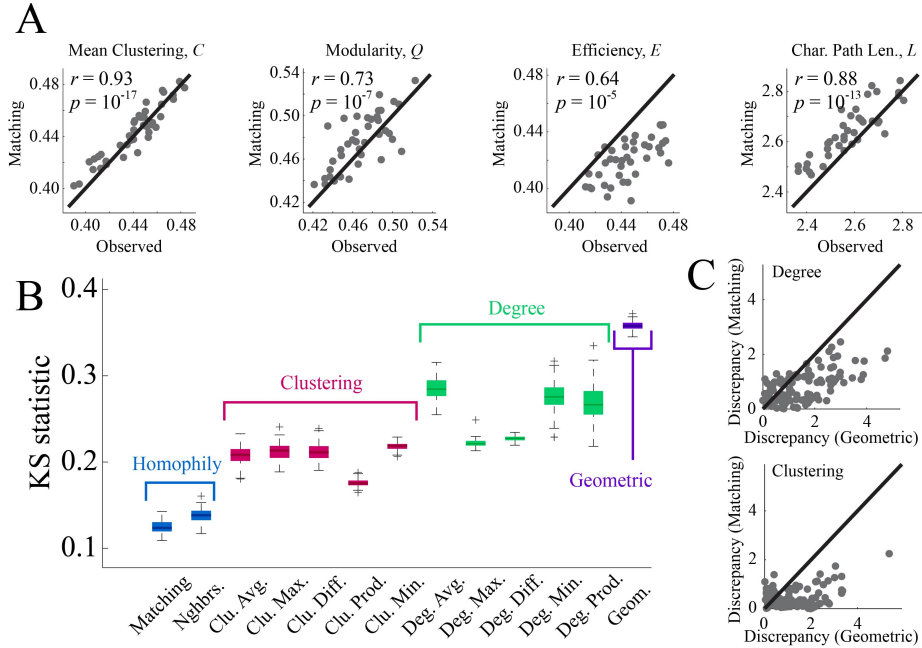 A
Mean Clustering, C
r = 0.93
p = 10-17
Matching
0.48
0.44
0.40
0.40 0.44 0.48
Observed
Modularity, Q
r = 0.73
p = 10-7
Matching
0.54
0.50
0.46
0.42
0.42 0.46 0.50 0.54
Observed
Efficiency, E
r = 0.64
p = 10-5
Matching
0.48
0.44
0.40
0.40 0.44 0.48
Observed
Char. Path Len., L
r = 0.88
p = 10-13
Matching
2.8
2.6
2.4
2.4 2.6 2.8
Observed
B
KS statistic
0.4
0.3
0.2
0.1
Homophily
Clustering
Degree
Geometric
Matching
Nghbrs.
Clu. Avg.
Clu. Max.
Clu. Diff.
Clu. Prod.
Clu. Min.
Deg. Avg.
Deg. Max.
Deg. Diff.
Deg. Min.
Deg. Prod.
Geom.
C
Degree
Discrepancy (Matching)
4
2
0
0 2 4
Discrepancy (Geometric)
Clustering
Discrepancy (Matching)
4
2
0
0 2 4
Discrepancy (Geometric)